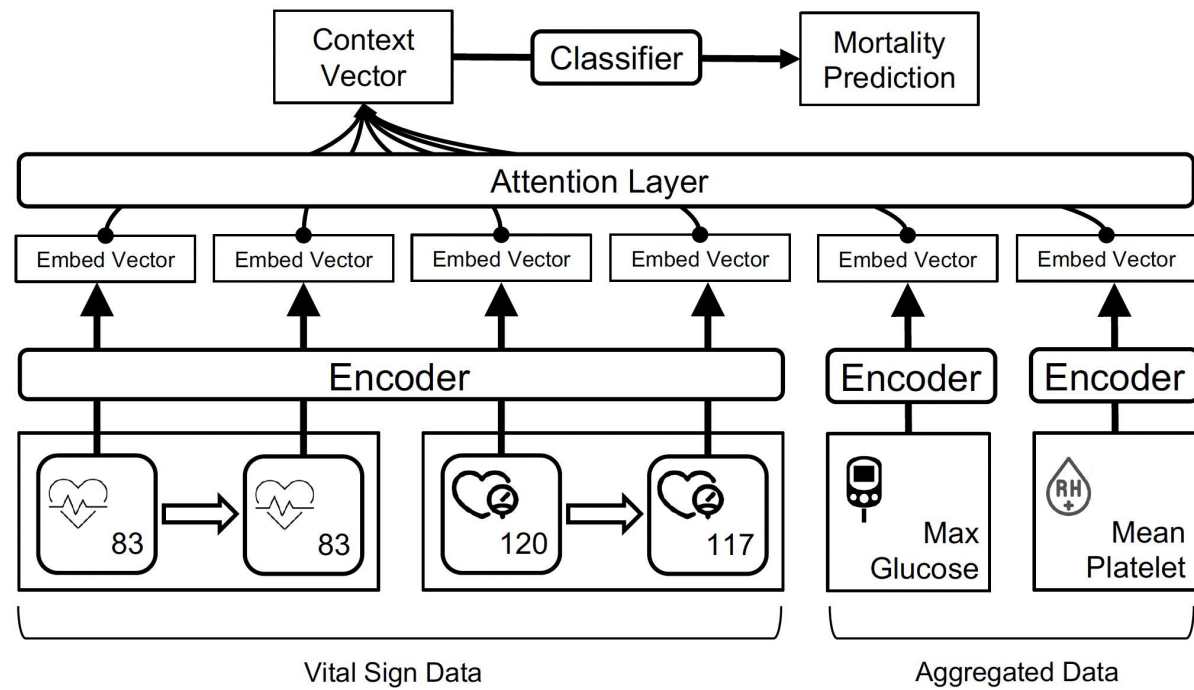 Context
Vector
Classifier
Mortality
Prediction
Attention Layer
Embed Vector
Embed Vector
Embed Vector
Embed Vector
Embed Vector
Embed Vector
Encoder
Encoder
Encoder
83
83
120
117
Max
Glucose
RH
+
Mean
Platelet
Vital Sign Data
Aggregated Data